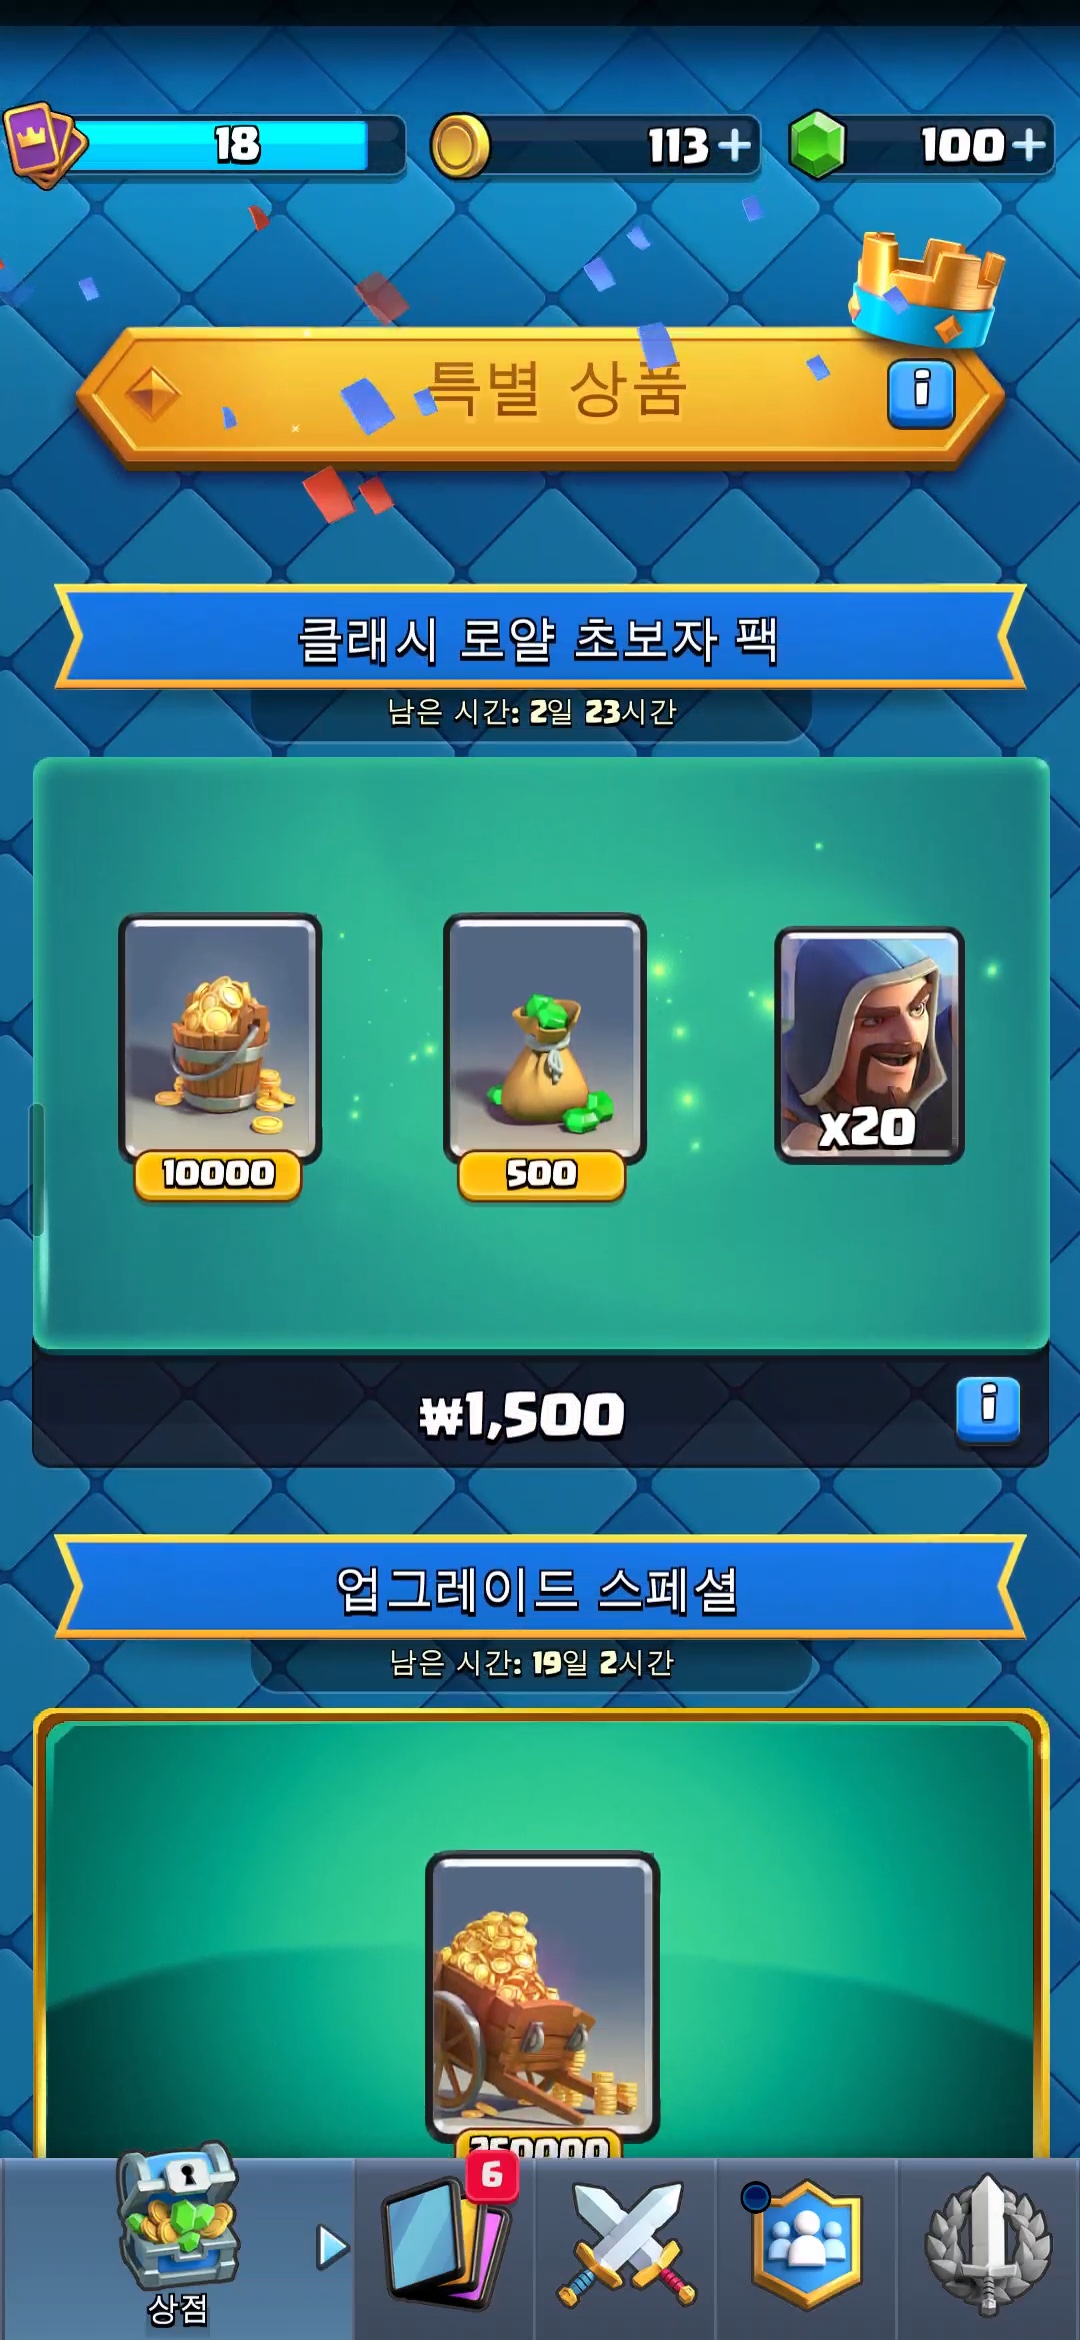 18
113+
100+
특별 상품
클래시 로얄 초보자 팩
남은 시간: 2일 23시간
10000
500
x20
₩1,500
업그레이드 스페셜
남은 시간: 19일 2시간
6
상점